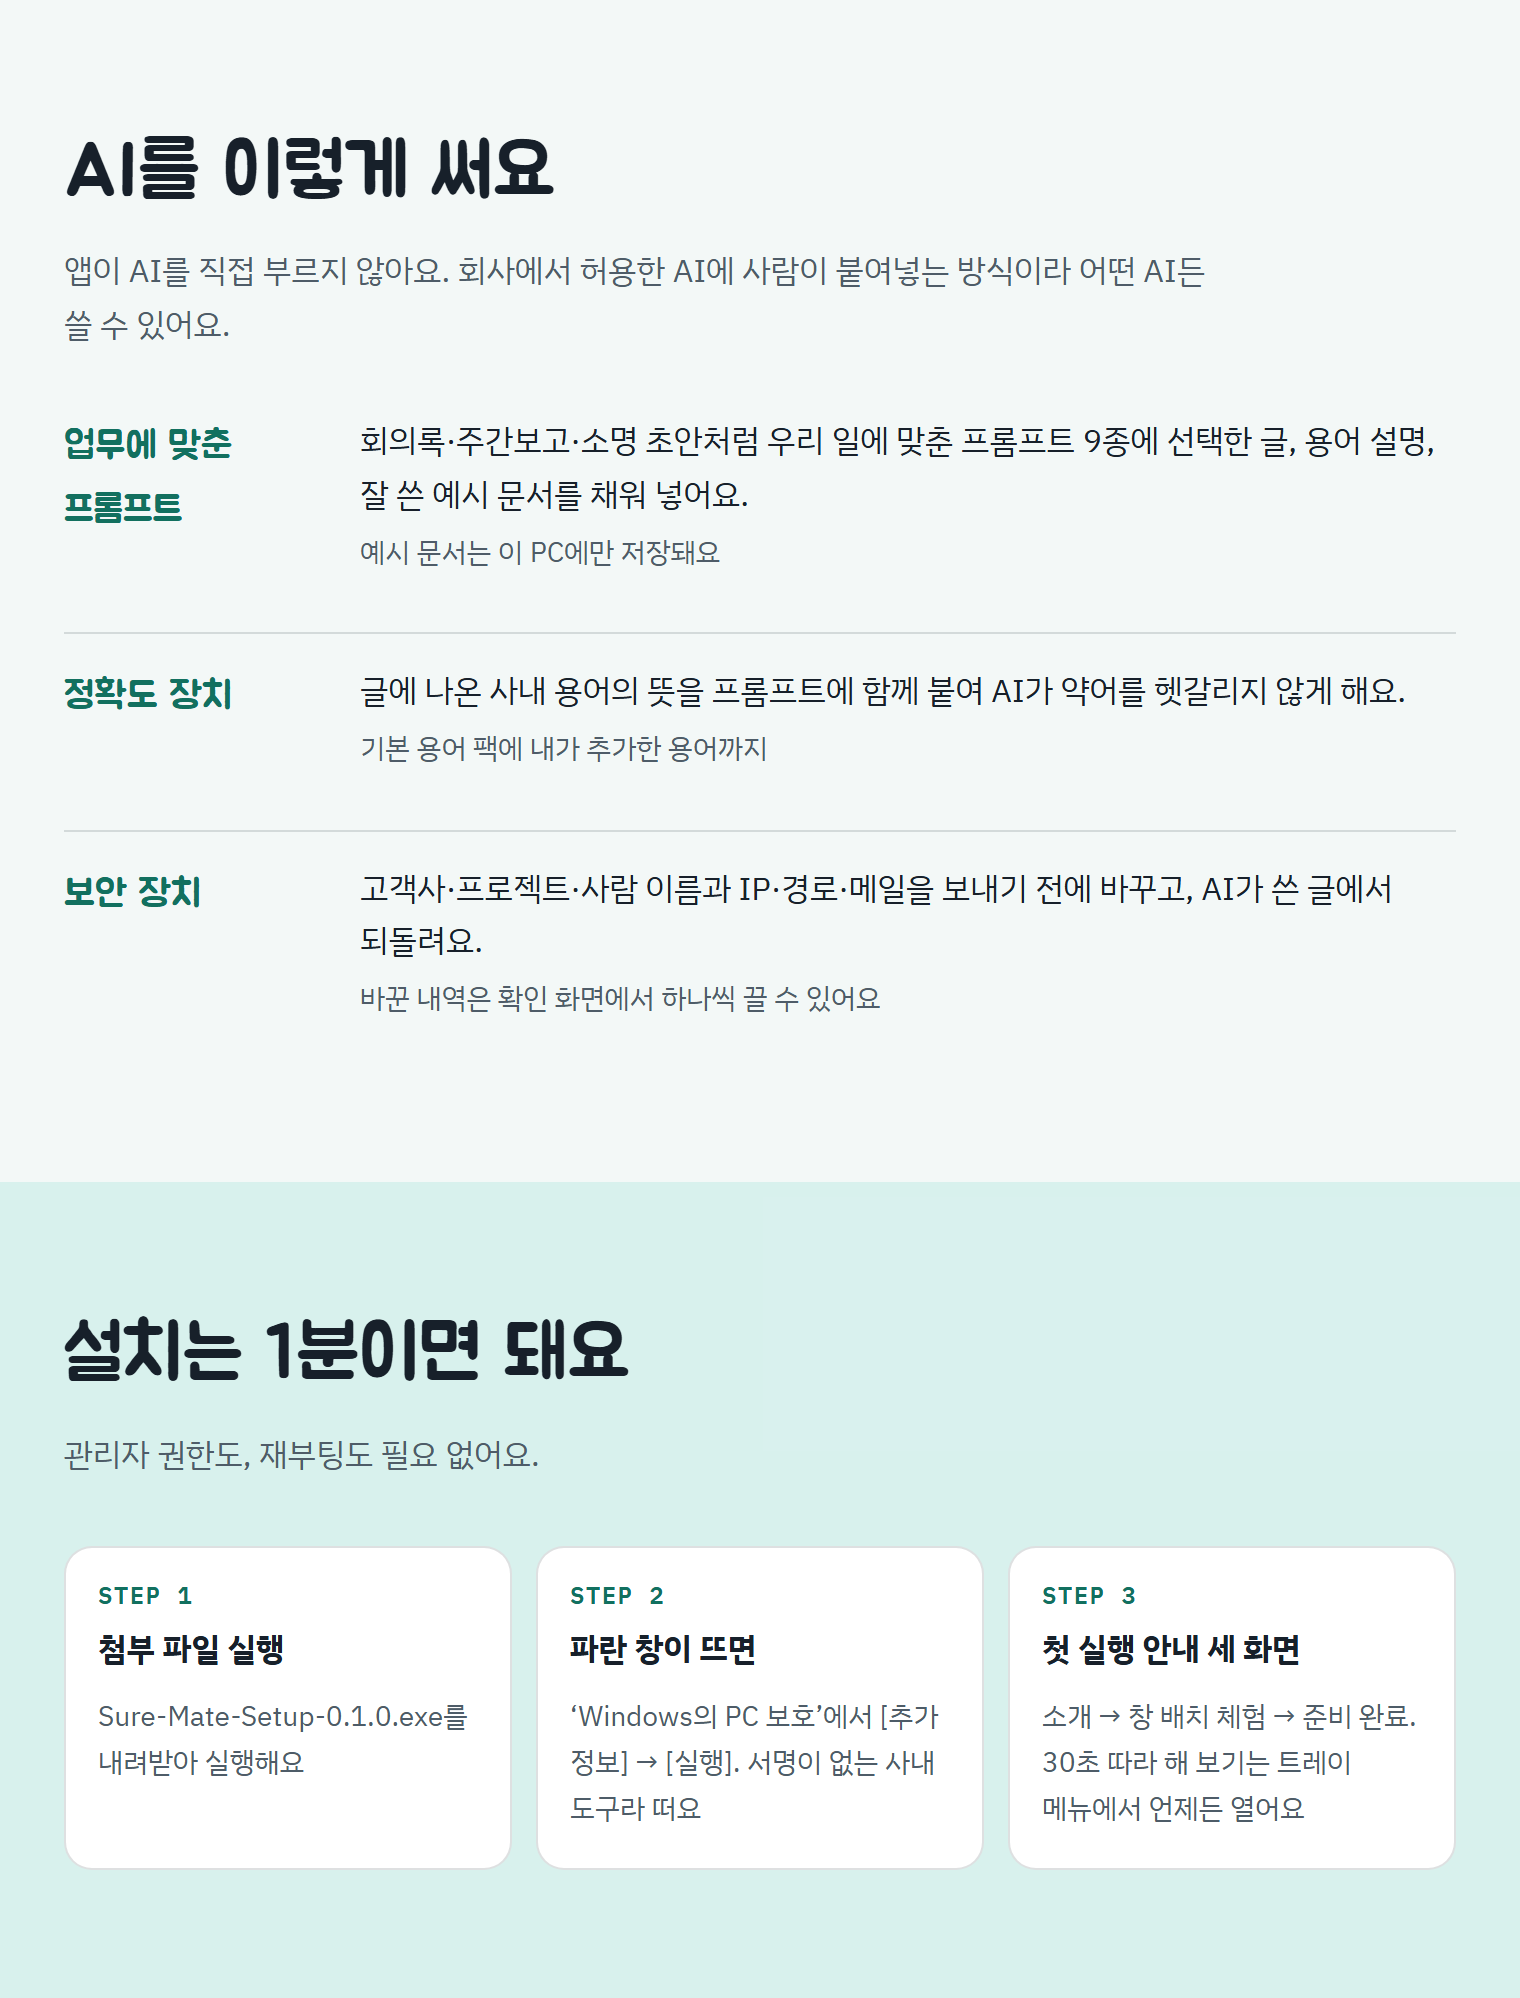 AI를 이렇게 써요
앱이 AI를 직접 부르지 않아요. 회사에서 허용한 AI에 사람이 붙여넣는 방식이라 어떤 AI든
쓸 수 있어요.
업무에 맞춘
프롬프트
회의록·주간보고·소명 초안처럼 우리 일에 맞춘 프롬프트 9종에 선택한 글, 용어 설명,
잘 쓴 예시 문서를 채워 넣어요.
예시 문서는 이 PC에만 저장돼요
정확도 장치
글에 나온 사내 용어의 뜻을 프롬프트에 함께 붙여 AI가 약어를 헷갈리지 않게 해요.
기본 용어 팩에 내가 추가한 용어까지
보안 장치
고객사·프로젝트·사람 이름과 IP·경로·메일을 보내기 전에 바꾸고, AI가 쓴 글에서
되돌려요.
바꾼 내역은 확인 화면에서 하나씩 끌 수 있어요
설치는 1분이면 돼요
관리자 권한도, 재부팅도 필요 없어요.
STEP 1
첨부 파일 실행
Sure-Mate-Setup-0.1.0.exe를
내려받아 실행해요
STEP 2
파란 창이 뜨면
‘Windows의 PC 보호’에서 [추가
정보] → [실행]. 서명이 없는 사내
도구라 떠요
STEP 3
첫 실행 안내 세 화면
소개 → 창 배치 체험 → 준비 완료.
30초 따라 해 보기는 트레이
메뉴에서 언제든 열어요